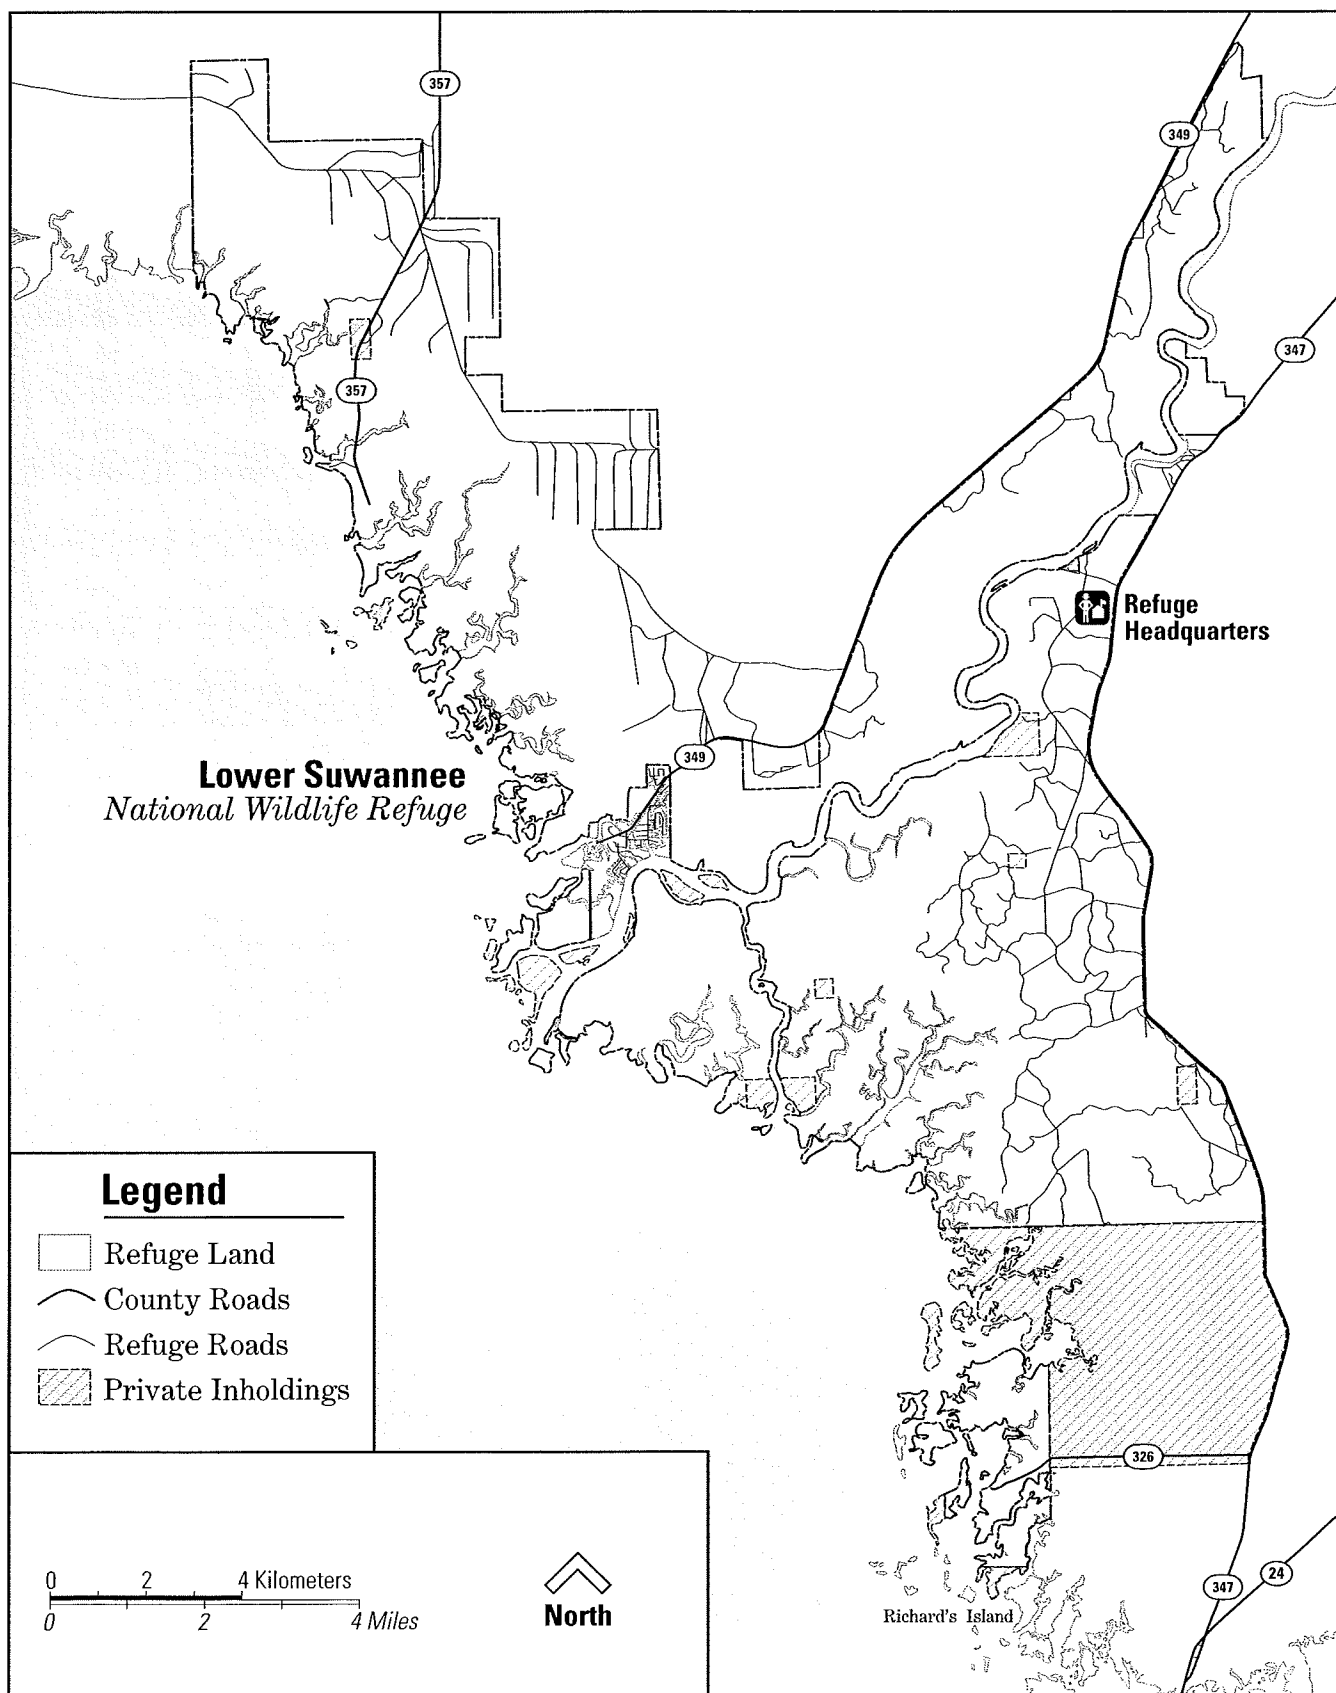 357
349
347
357
Refuge
Headquarters
349
Lower Suwannee
National Wildlife Refuge
Legend
Refuge Land
County Roads
Refuge Roads
Private Inholdings
326
0 2 4 Kilometers
0 2 4 Miles
North
Richard's Island
347
24